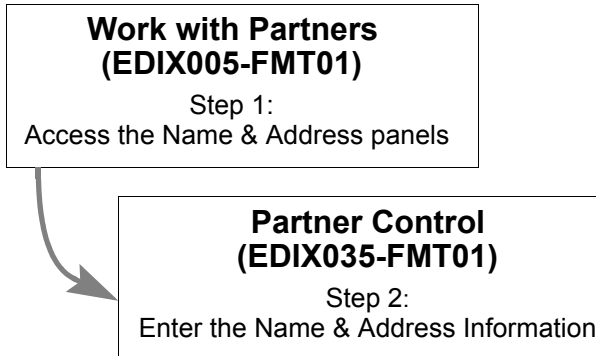 Work with Partners
(EDIX005-FMT01)
Step 1:
Access the Name & Address panels
Partner Control
(EDIX035-FMT01)
Step 2:
Enter the Name & Address Information